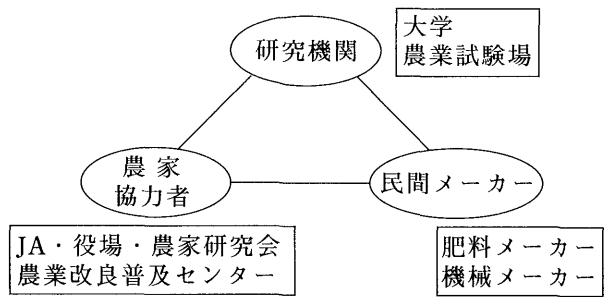 大学
農業試験場
研究機関
農家
協力者
民間メーカー
JA・役場・農家研究会
農業改良普及センター
肥料メーカー
機械メーカー